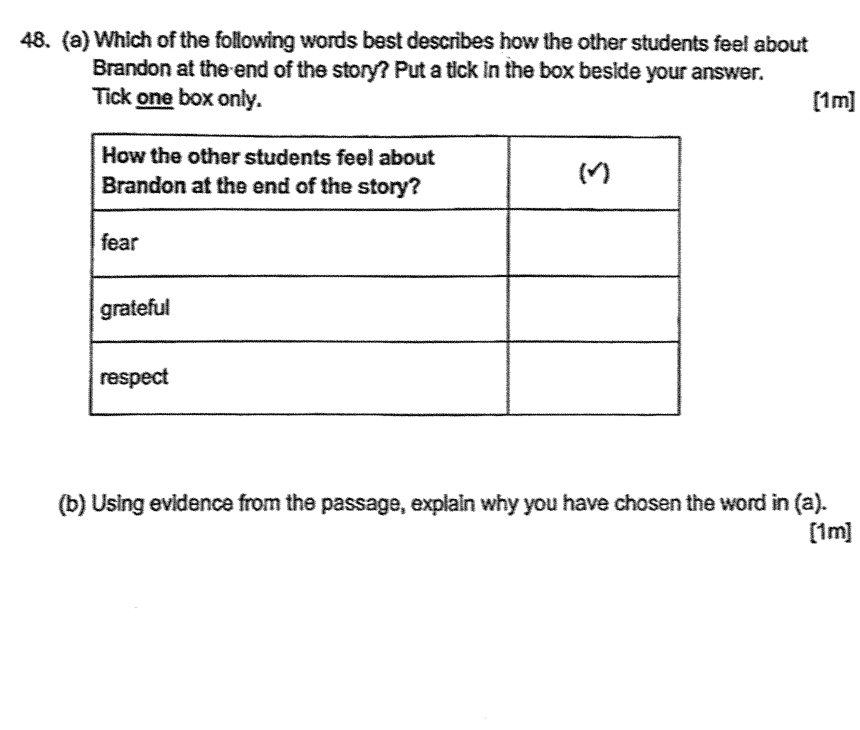 48. (a) Which of the following words best describes how the other students feel about
Brandon at the end of the story? Put a tick in the box beside your answer.
Tick one box only. [1m]
How the other students feel about
Brandon at the end of the story?
(✓)
fear
grateful
respect
(b) Using evidence from the passage, explain why you have chosen the word in (a).
[1m]